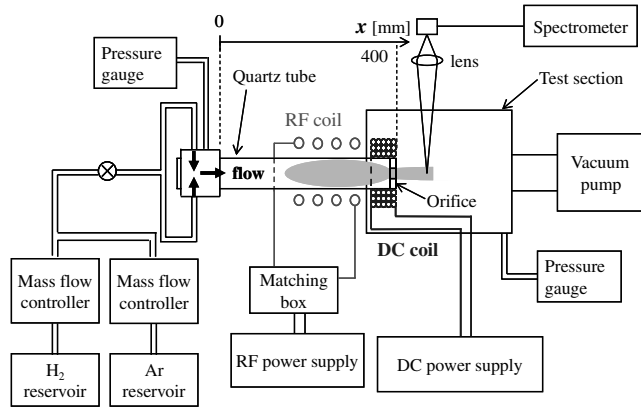 0
x [mm]
400
Pressure
gauge
Quartz tube
RF coil
lens
Spectrometer
Test section
flow
Orifice
Vacuum
pump
DC coil
Mass flow
controller
Mass flow
controller
Matching
box
Pressure
gauge
H₂
reservoir
Ar
reservoir
RF power supply
DC power supply